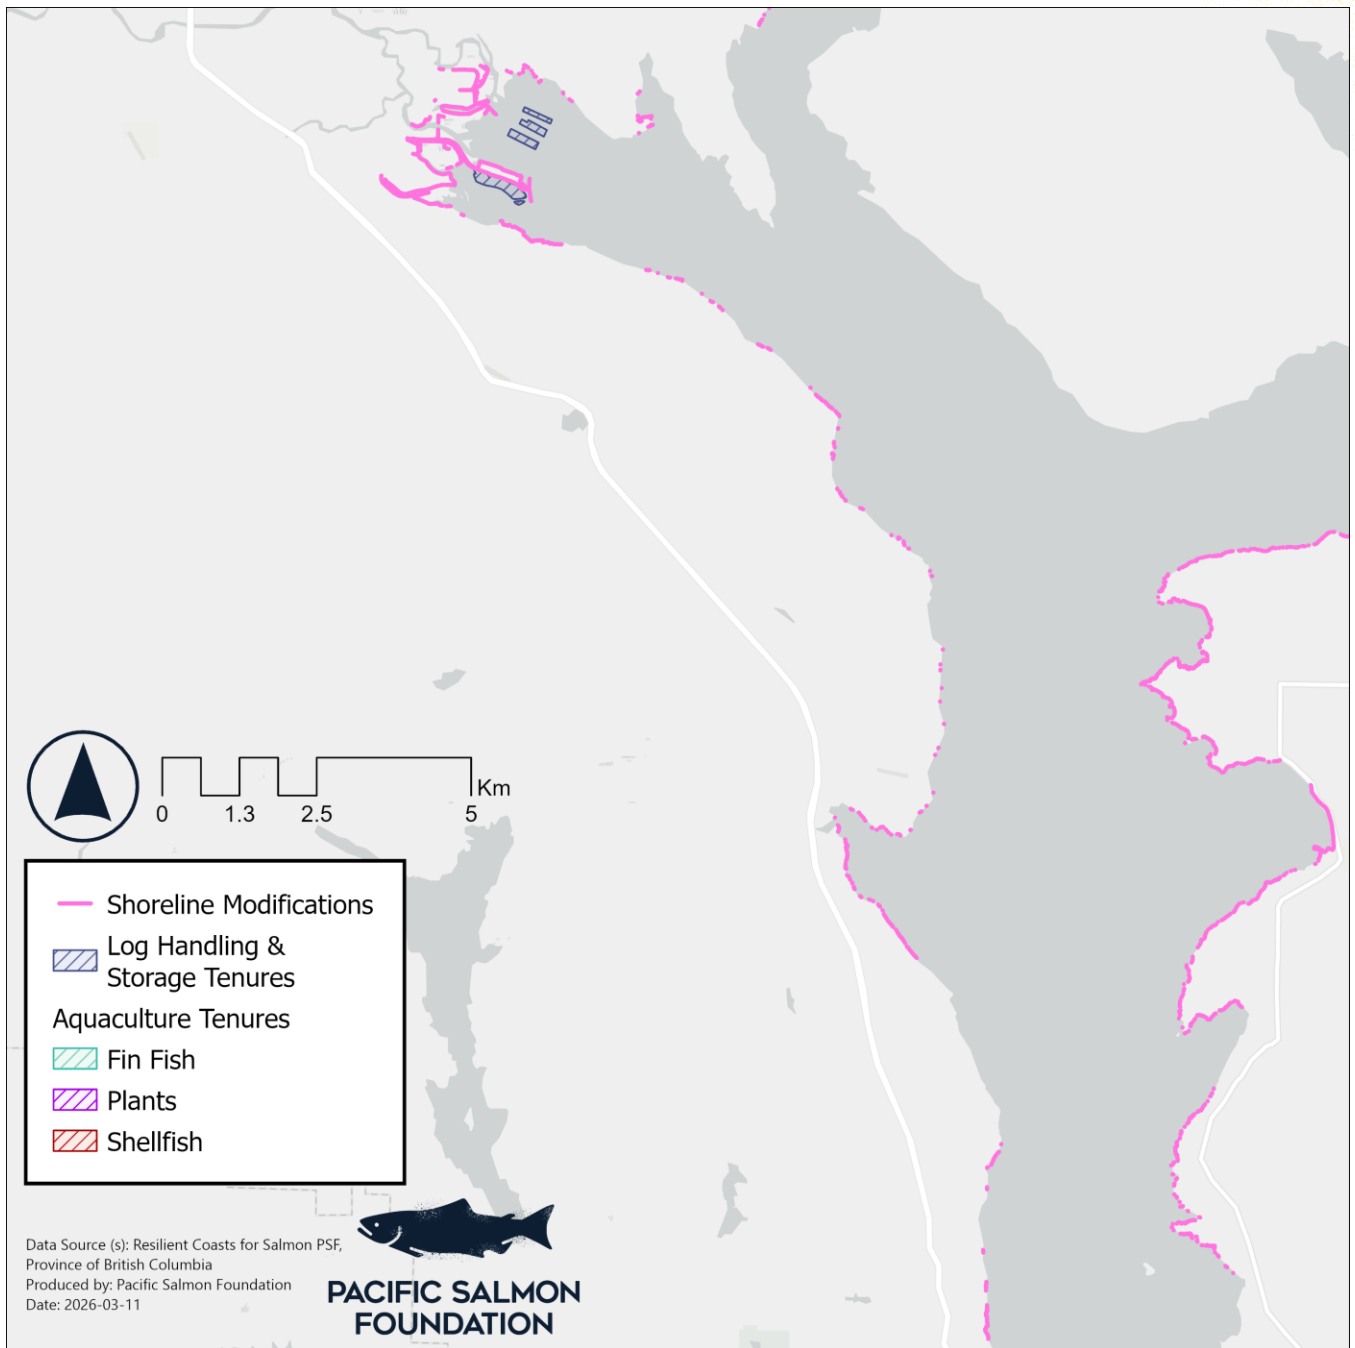 Km
0 1.3 2.5 5
Shoreline Modifications
Log Handling &
Storage Tenures
Aquaculture Tenures
Fin Fish
Plants
Shellfish
Data Source (s): Resilient Coasts for Salmon PSF,
Province of British Columbia
Produced by: Pacific Salmon Foundation
Date: 2026-03-11
PACIFIC SALMON
FOUNDATION